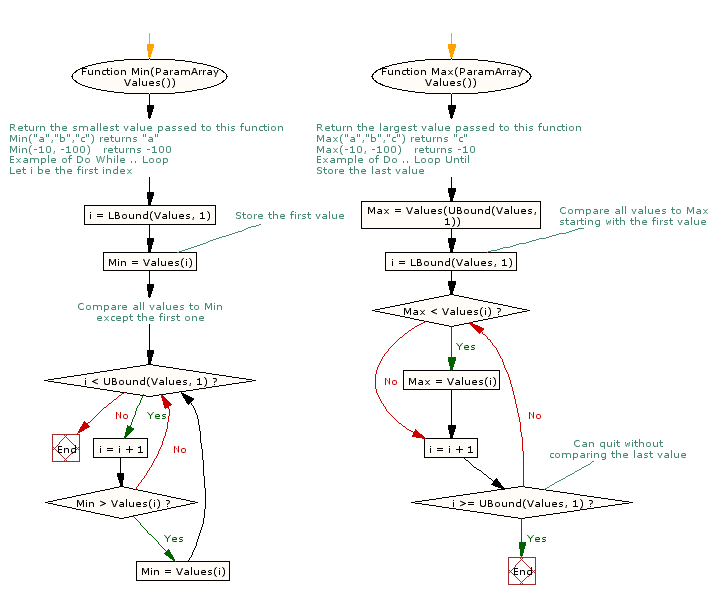 Function Min(ParamArray
Values())
Return the smallest value passed to this function
Min("a","b","c") returns "a"
Min(-10, -100)   returns -100
Example of Do While .. Loop
Let i be the first index
i = LBound(Values, 1)
Store the first value
Min = Values(i)
Compare all values to Min
except the first one
i < UBound(Values, 1) ?
No
Yes
End
i = i + 1
No
Min > Values(i) ?
Yes
Min = Values(i)
Function Max(ParamArray
Values())
Return the largest value passed to this function
Max("a","b","c") returns "c"
Max(-10, -100)   returns -10
Example of Do .. Loop Until
Store the last value
Max = Values(UBound(Values,
1))
Compare all values to Max
starting with the first value
i = LBound(Values, 1)
Max < Values(i) ?
Yes
No
Max = Values(i)
No
i = i + 1
Can quit without
comparing the last value
i >= UBound(Values, 1) ?
Yes
End